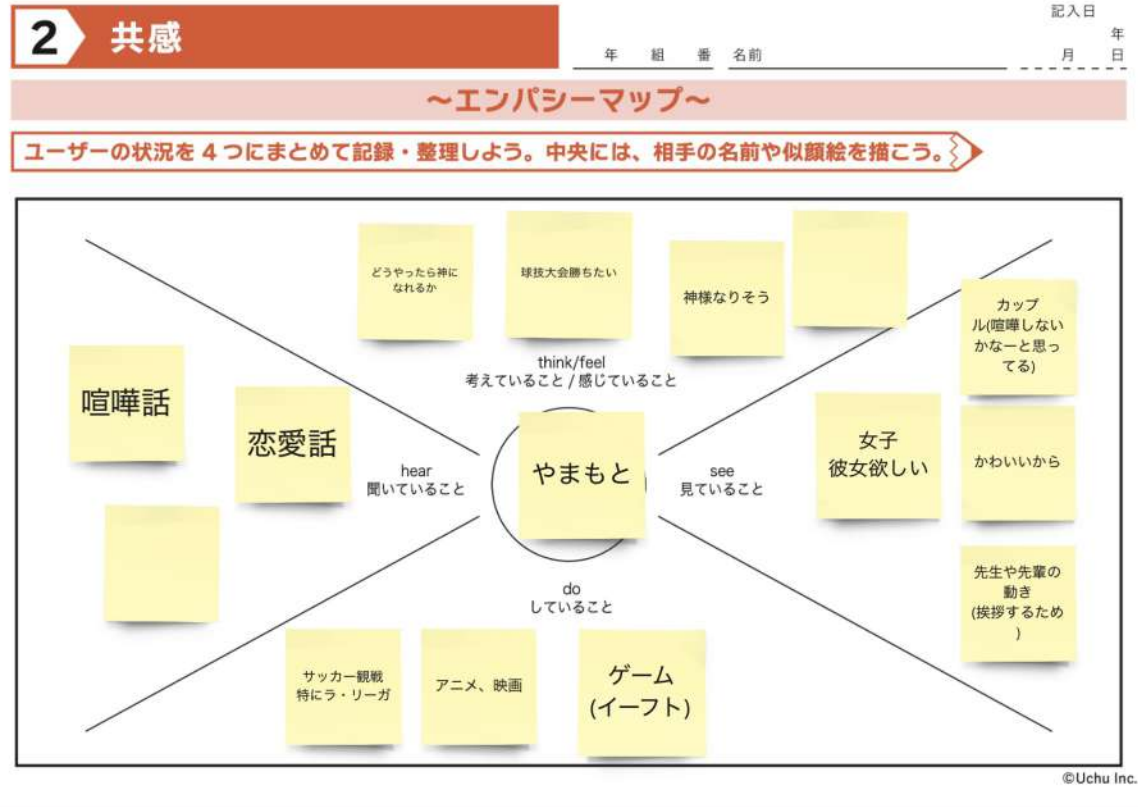 2 共感
記入日
年
年 組 番 名前
月 日
〜エンパシーマップ〜
ユーザーの状況を 4 つにまとめて記録・整理しよう。中央には、相手の名前や似顔絵を描こう。
どうやったら神に
なれるか
球技大会勝ちたい
神様なりそう
think/feel
考えていること / 感じていること
喧嘩話
恋愛話
hear
聞いていること
やまもと
see
見ていること
女子
彼女欲しい
カップ
ル(喧嘩しない
かなーと思っ
てる)
かわいいから
先生や先輩の
動き
(挨拶するため
)
do
していること
サッカー観戦
特にラ・リーガ
アニメ、映画
ゲーム
(イーフト)
©Uchu Inc.